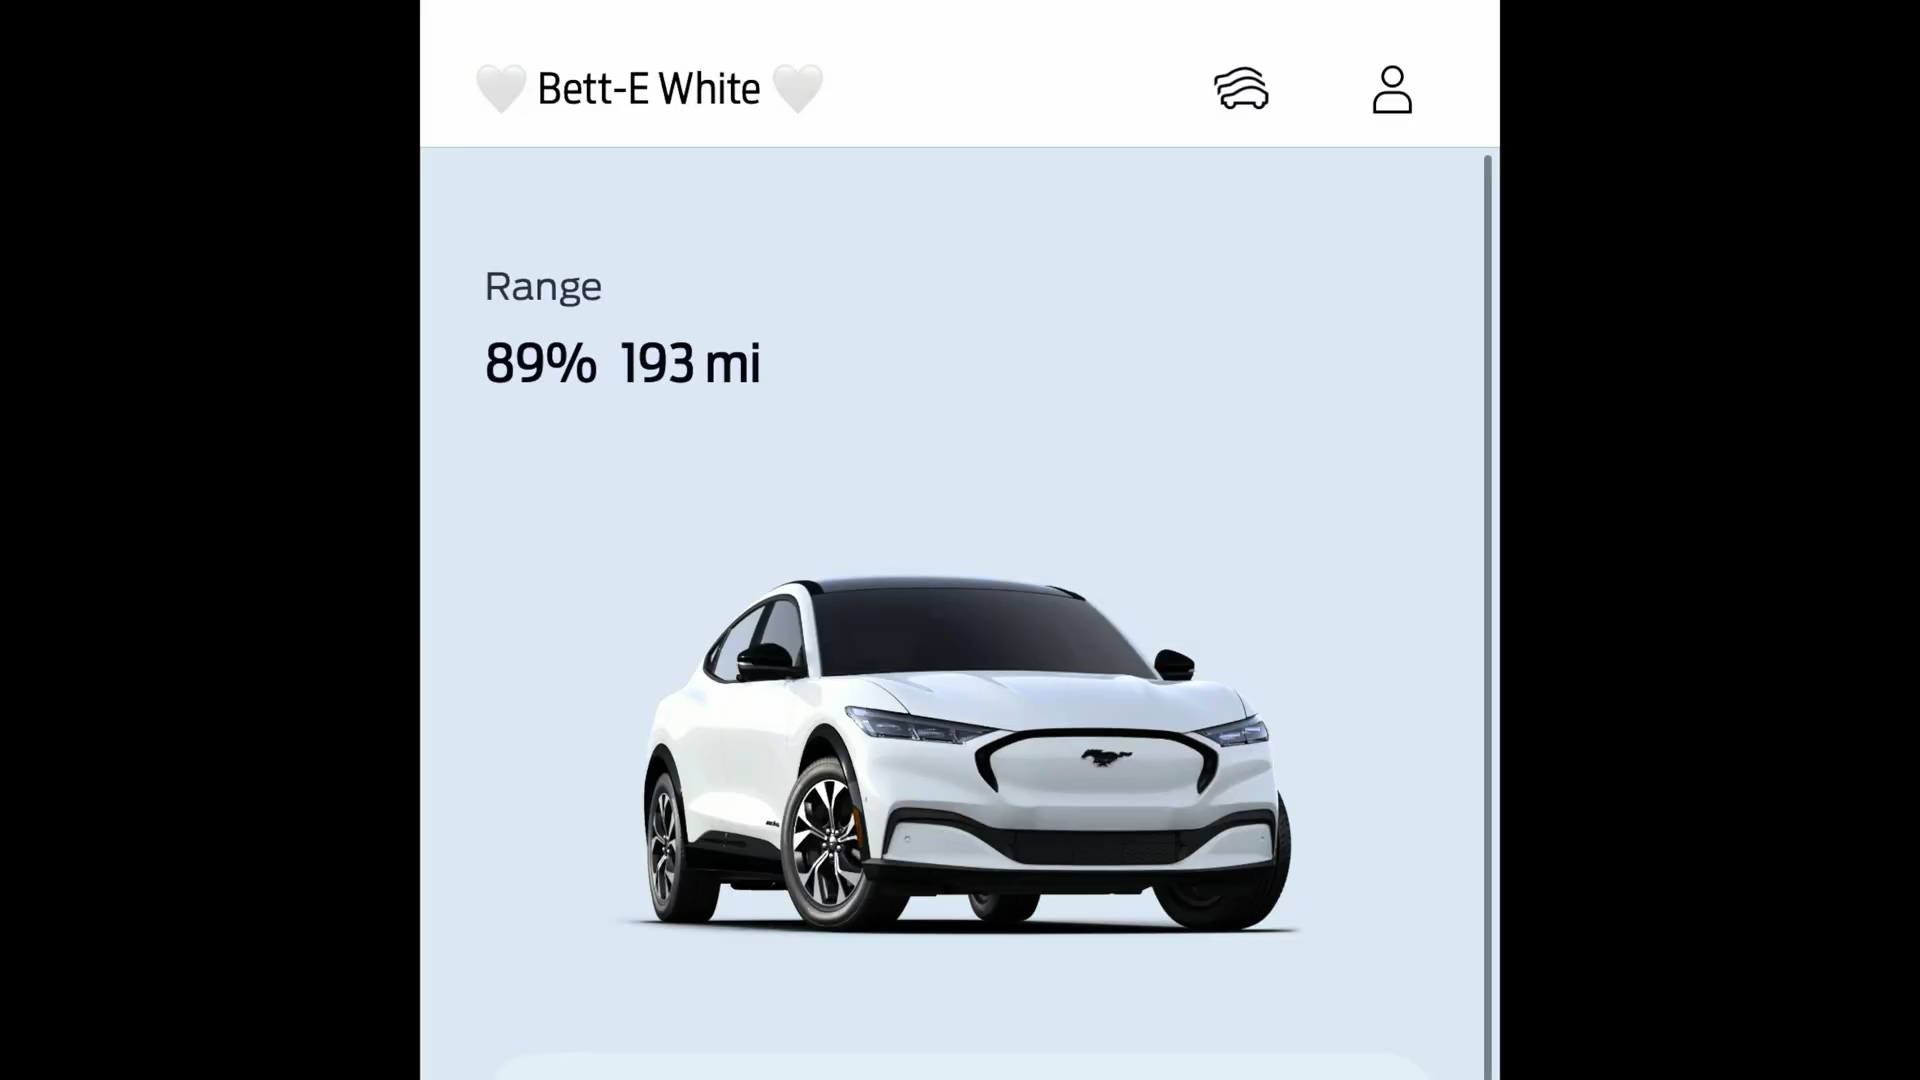 🤍 Bett-E White 🤍
Range
89% 193 mi